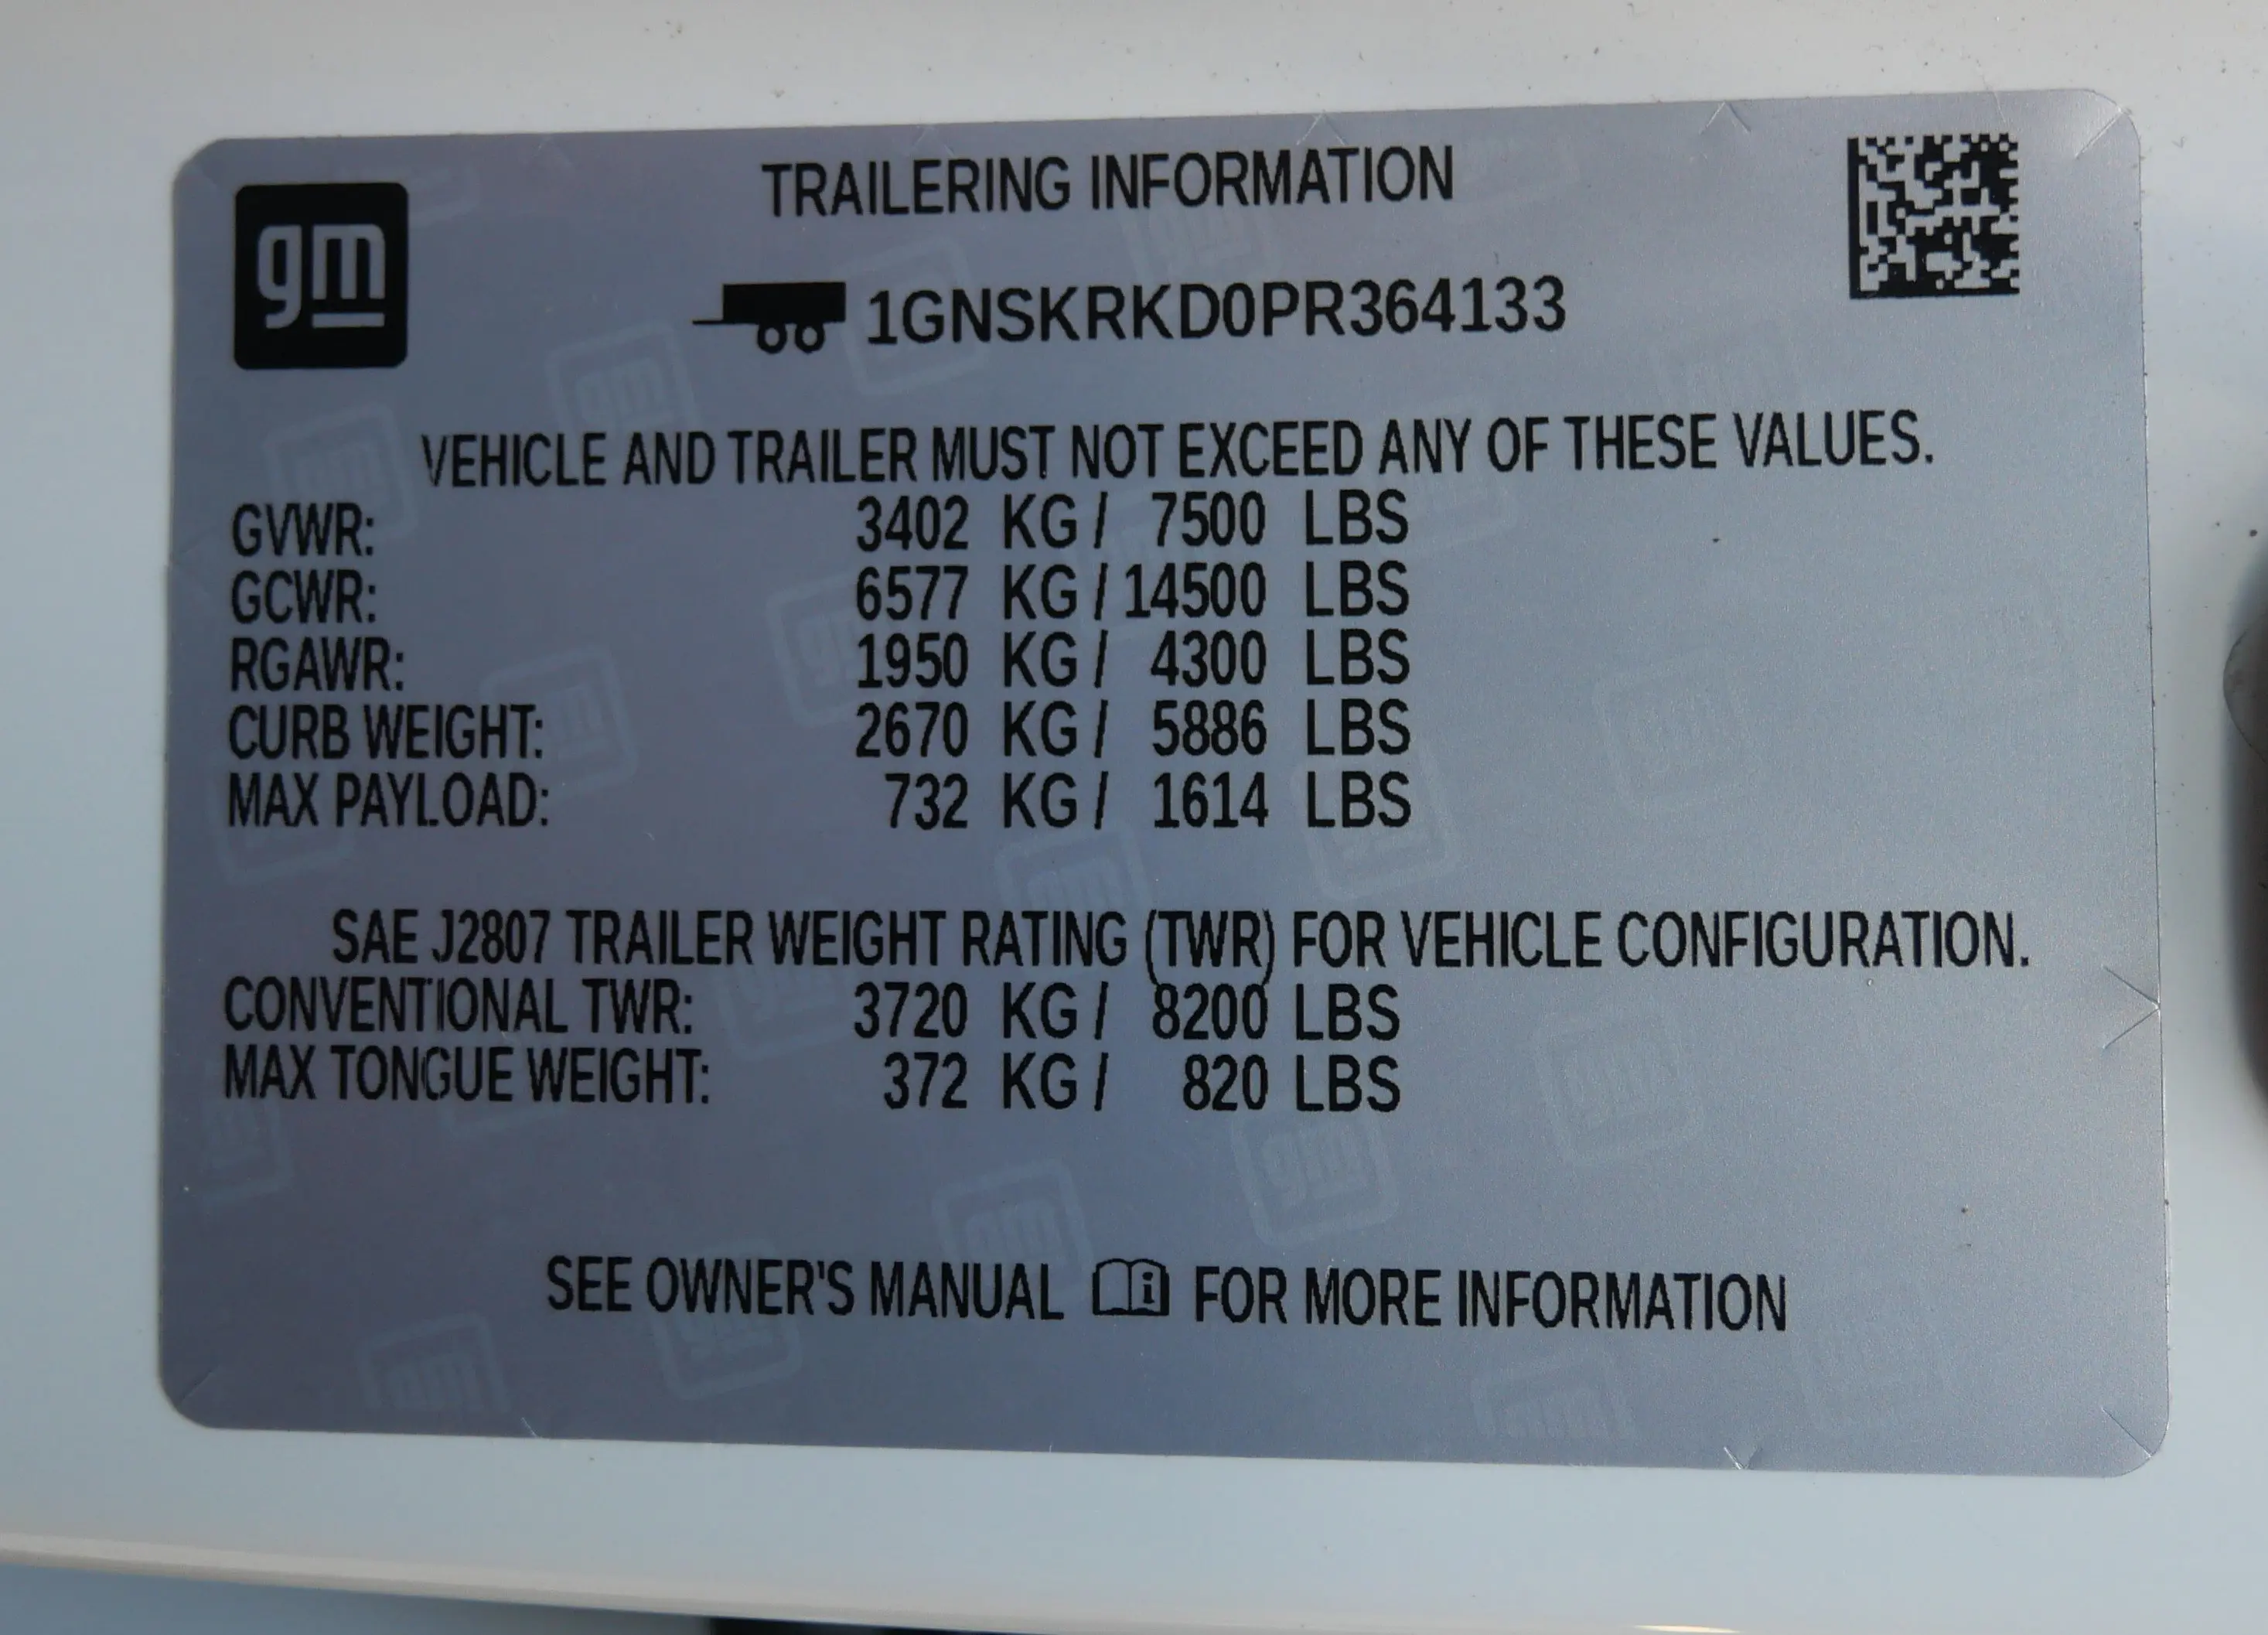 gm
TRAILERING INFORMATION
1GNSKRKD0PR364133
VEHICLE AND TRAILER MUST NOT EXCEED ANY OF THESE VALUES.
GVWR: 3402 KG / 7500 LBS
GCWR: 6577 KG / 14500 LBS
RGAWR: 1950 KG / 4300 LBS
CURB WEIGHT: 2670 KG / 5886 LBS
MAX PAYLOAD: 732 KG / 1614 LBS
SAE J2807 TRAILER WEIGHT RATING (TWR) FOR VEHICLE CONFIGURATION.
CONVENTIONAL TWR: 3720 KG / 8200 LBS
MAX TONGUE WEIGHT: 372 KG / 820 LBS
SEE OWNER'S MANUAL i FOR MORE INFORMATION